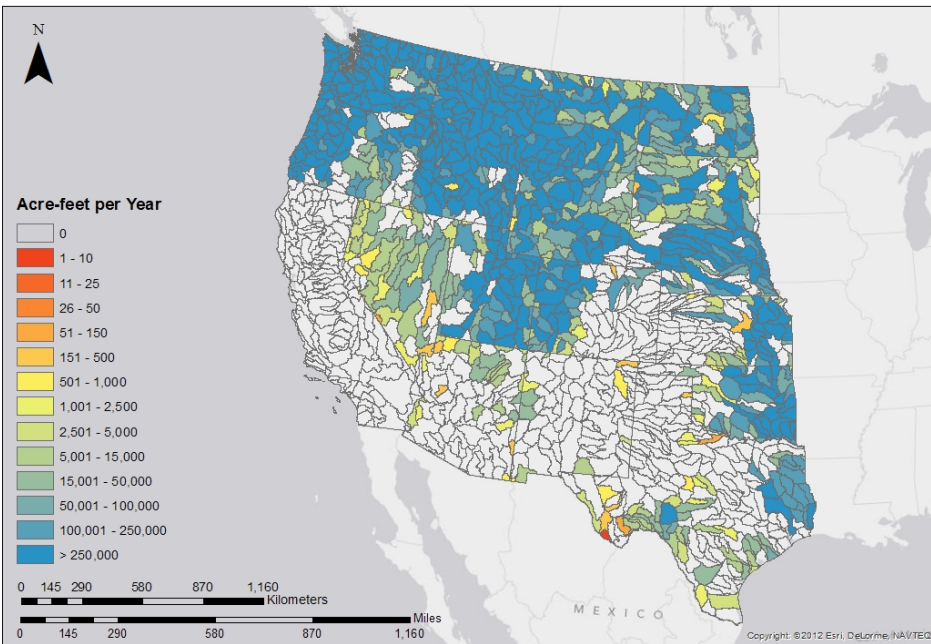 N
Acre-feet per Year
0
1 - 10
11 - 25
26 - 50
51 - 150
151 - 500
501 - 1,000
1,001 - 2,500
2,501 - 5,000
5,001 - 15,000
15,001 - 50,000
50,001 - 100,000
100,001 - 250,000
> 250,000
0 145 290 580 870 1,160
Kilometers
Miles
0 145 290 580 870 1,160
MEXICO
Copyright: ©2012 Esri, DeLorme, NAVTEQ